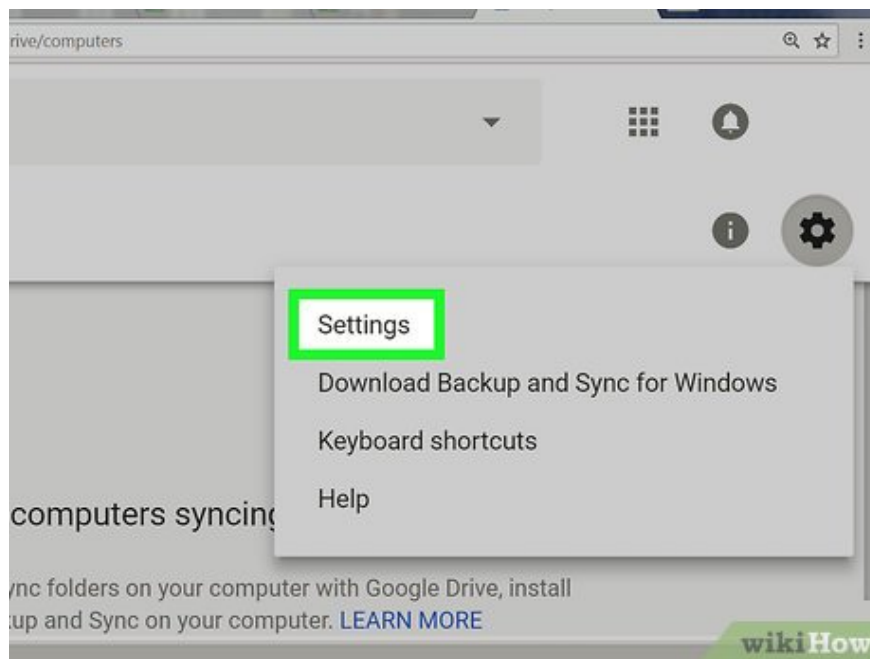 rive/computers
Settings
Download Backup and Sync for Windows
Keyboard shortcuts
Help
computers syncing
ync folders on your computer with Google Drive, install
up and Sync on your computer. LEARN MORE
wikiHow